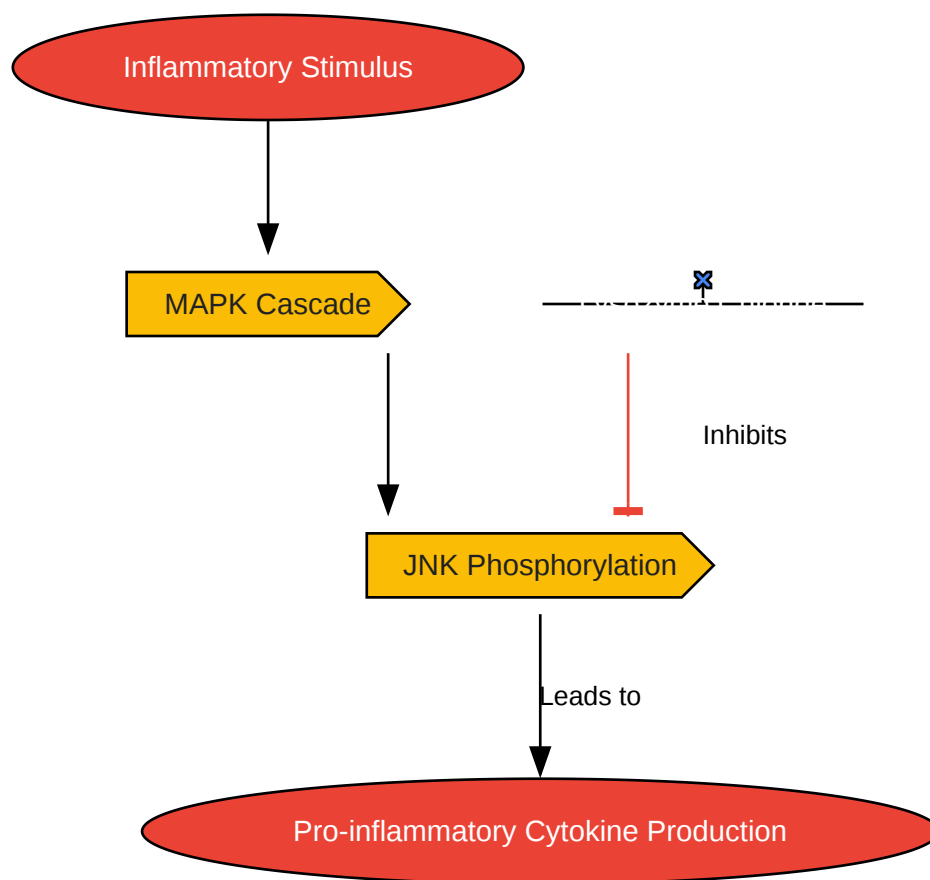 Inflammatory Stimulus
MAPK Cascade
Inhibits
JNK Phosphorylation
Leads to
Pro-inflammatory Cytokine Production